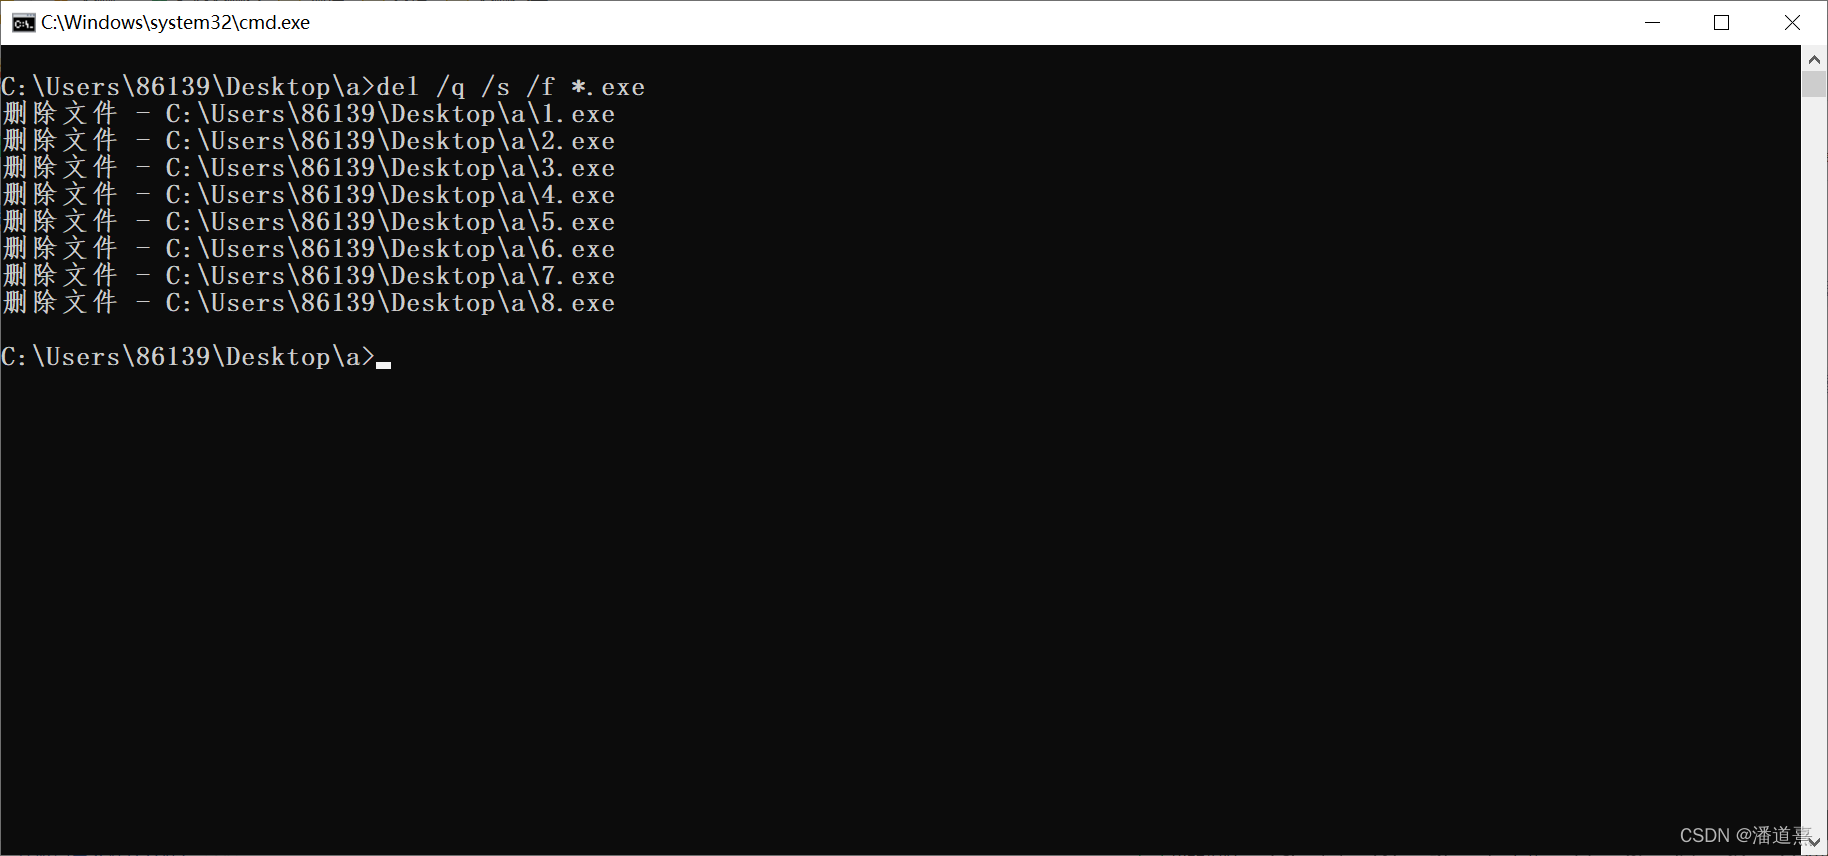 C:\Windows\system32\cmd.exe
C:\Users\86139\Desktop\a>del /q /s /f *.exe
删除文件 - C:\Users\86139\Desktop\a\1.exe
删除文件 - C:\Users\86139\Desktop\a\2.exe
删除文件 - C:\Users\86139\Desktop\a\3.exe
删除文件 - C:\Users\86139\Desktop\a\4.exe
删除文件 - C:\Users\86139\Desktop\a\5.exe
删除文件 - C:\Users\86139\Desktop\a\6.exe
删除文件 - C:\Users\86139\Desktop\a\7.exe
删除文件 - C:\Users\86139\Desktop\a\8.exe
C:\Users\86139\Desktop\a>
CSDN @潘道熹